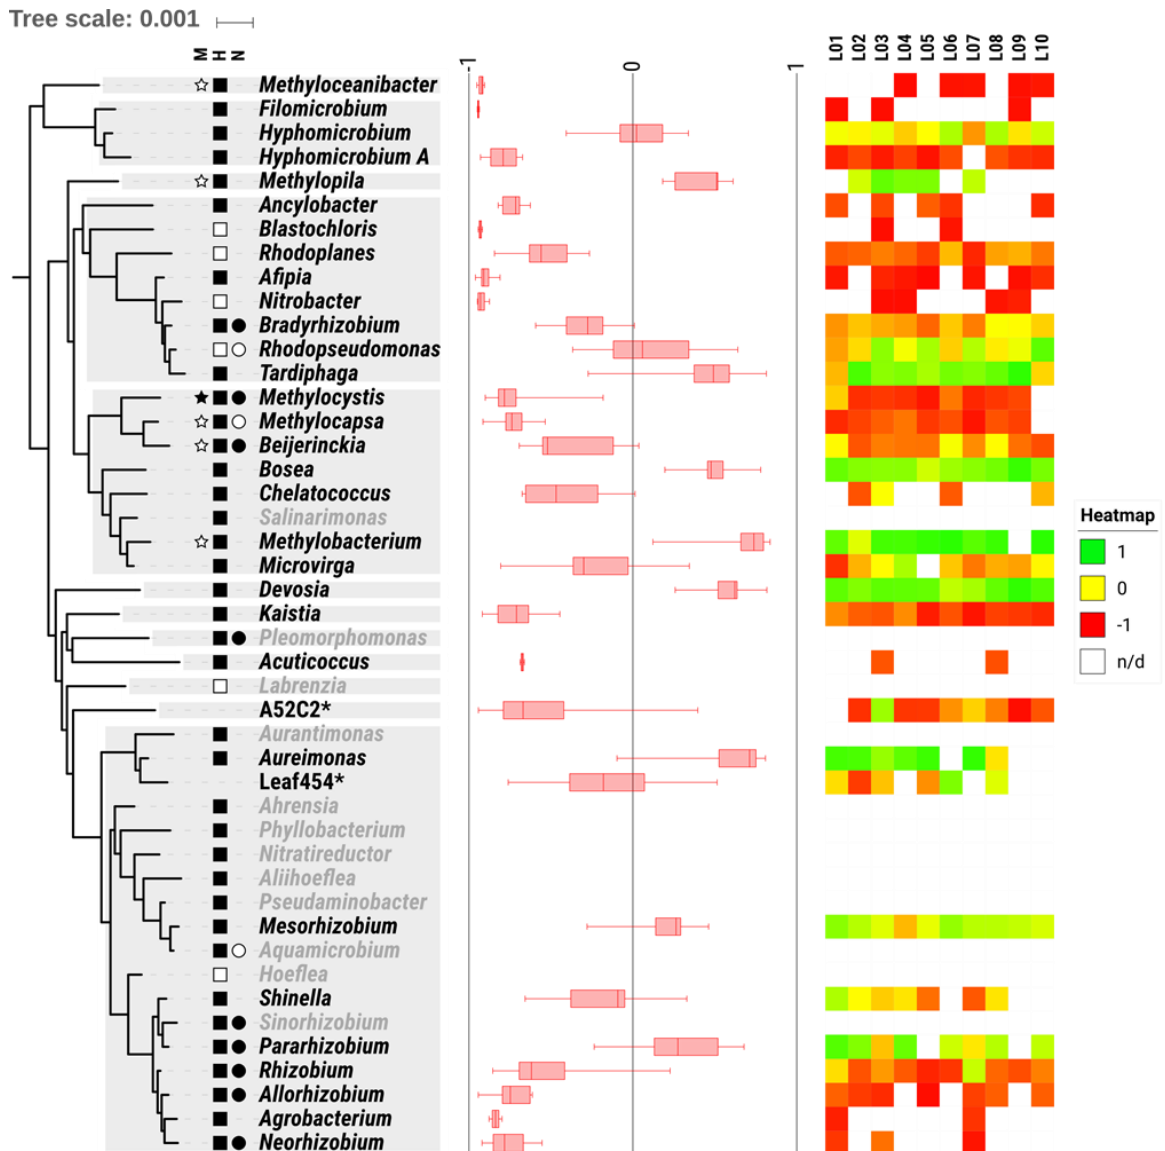 Tree scale: 0.001
M H N
-1 0 1
L01 L02 L03 L04 L05 L06 L07 L08 L09 L10
Methyloceanibacter
Filomicrobium
Hyphomicrobium
Hyphomicrobium A
Methylopila
Ancylobacter
Blastochloris
Rhodoplanes
Afipia
Nitrobacter
Bradyrhizobium
Rhodopseudomonas
Tardiphaga
Methylocystis
Methylocapsa
Beijerinckia
Bosea
Chelatococcus
Salinarimonas
Methylobacterium
Microvirga
Devosia
Kaistia
Pleomorphomonas
Acuticoccus
Labrenzia
A52C2*
Aurantimonas
Aureimonas
Leaf454*
Ahrensia
Phyllobacterium
Nitratireductor
Aliihoeflea
Pseudaminobacter
Mesorhizobium
Aquamicrobium
Hoeflea
Shinella
Sinorhizobium
Pararhizobium
Rhizobium
Allorhizobium
Agrobacterium
Neorhizobium
Heatmap
1
0
-1
n/d